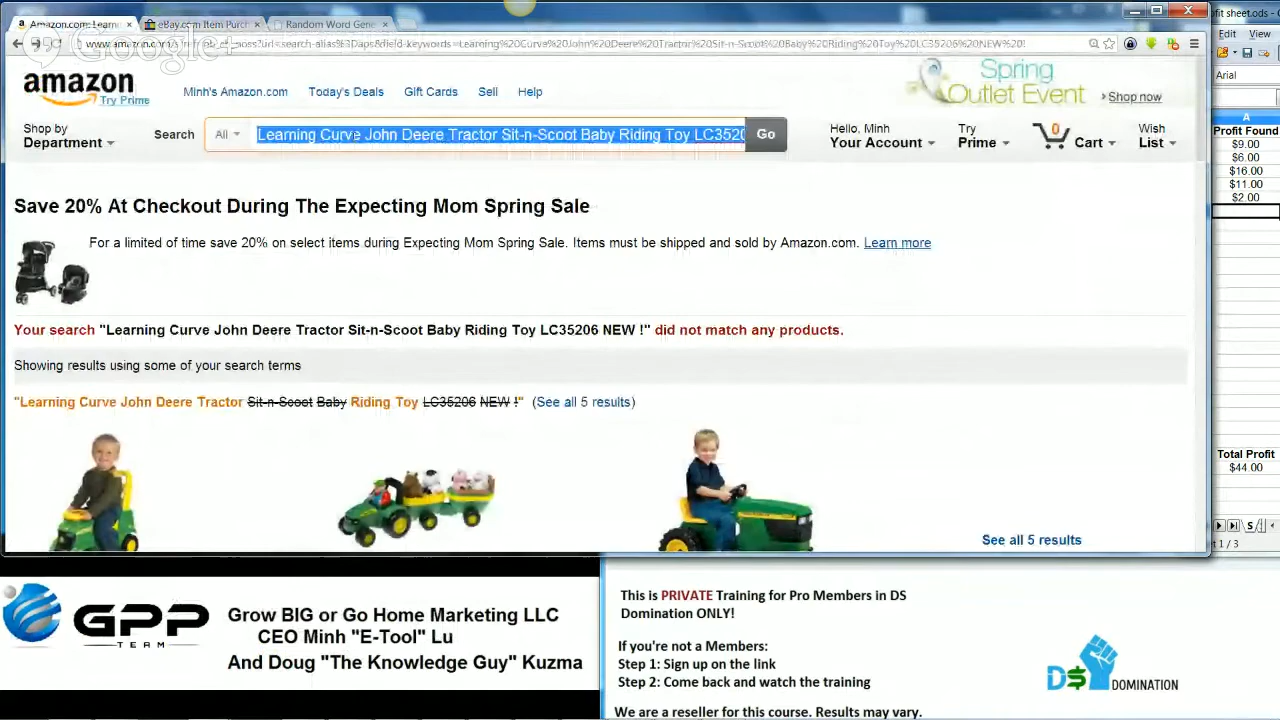 Amazon.com: Learni
eBay.com Item Purch
Random Word Gene
Google+
amazon
Try Prime
Minh's Amazon.com
Today's Deals
Gift Cards
Sell
Help
Spring
Outlet Event
Shop now
Shop by
Department
Search
All
Learning Curve John Deere Tractor Sit-n-Scoot Baby Riding Toy LC3520
Go
Hello, Minh
Your Account
Try
Prime
0
Cart
Wish
List
Save 20% At Checkout During The Expecting Mom Spring Sale
For a limited of time save 20% on select items during Expecting Mom Spring Sale. Items must be shipped and sold by Amazon.com. Learn more
Your search "Learning Curve John Deere Tractor Sit-n-Scoot Baby Riding Toy LC35206 NEW !" did not match any products.
Showing results using some of your search terms
"Learning Curve John Deere Tractor Sit-n-Scoot Baby Riding Toy LC35206 NEW !" (See all 5 results)
See all 5 results
fit sheet.ods -
Edit View
Arial
A
Profit Found
$9.00
$6.00
$16.00
$11.00
$2.00
Total Profit
$44.00
t 1 / 3
GPP
TEAM
Grow BIG or Go Home Marketing LLC
CEO Minh "E-Tool" Lu
And Doug "The Knowledge Guy" Kuzma
This is PRIVATE Training for Pro Members in DS
Domination ONLY!
If you're not a Members:
Step 1: Sign up on the link
Step 2: Come back and watch the training
We are a reseller for this course. Results may vary.
D$ DOMINATION